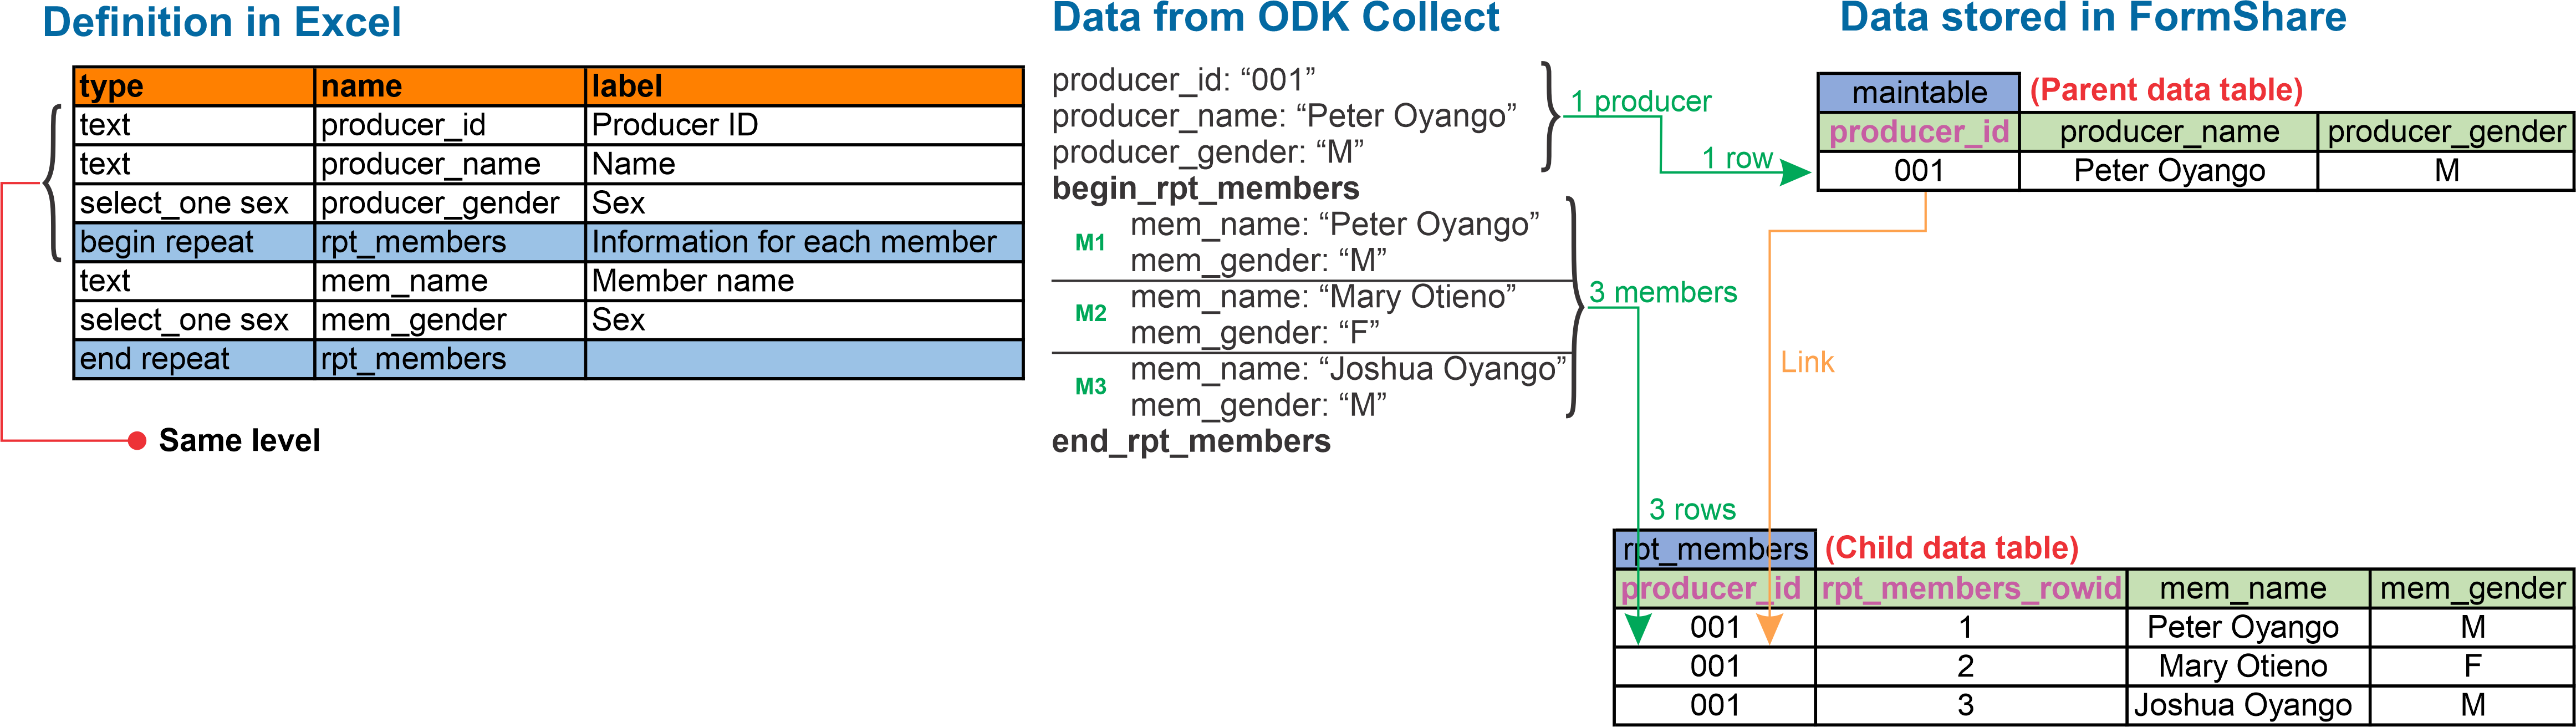 Definition in Excel
type name label
text producer_id Producer ID
text producer_name Name
select_one sex producer_gender Sex
begin repeat rpt_members Information for each member
text mem_name Member name
select_one sex mem_gender Sex
end repeat rpt_members
Same level
Data from ODK Collect
producer_id: “001”
producer_name: “Peter Oyango”
producer_gender: “M”
begin_rpt_members
M1
mem_name: “Peter Oyango”
mem_gender: “M”
M2
mem_name: “Mary Otieno”
mem_gender: “F”
M3
mem_name: “Joshua Oyango”
mem_gender: “M”
end_rpt_members
1 producer
1 row
3 members
3 rows
Link
Data stored in FormShare
maintable (Parent data table)
producer_id producer_name producer_gender
001 Peter Oyango M
rpt_members (Child data table)
producer_id rpt_members_rowid mem_name mem_gender
001 1 Peter Oyango M
001 2 Mary Otieno F
001 3 Joshua Oyango M